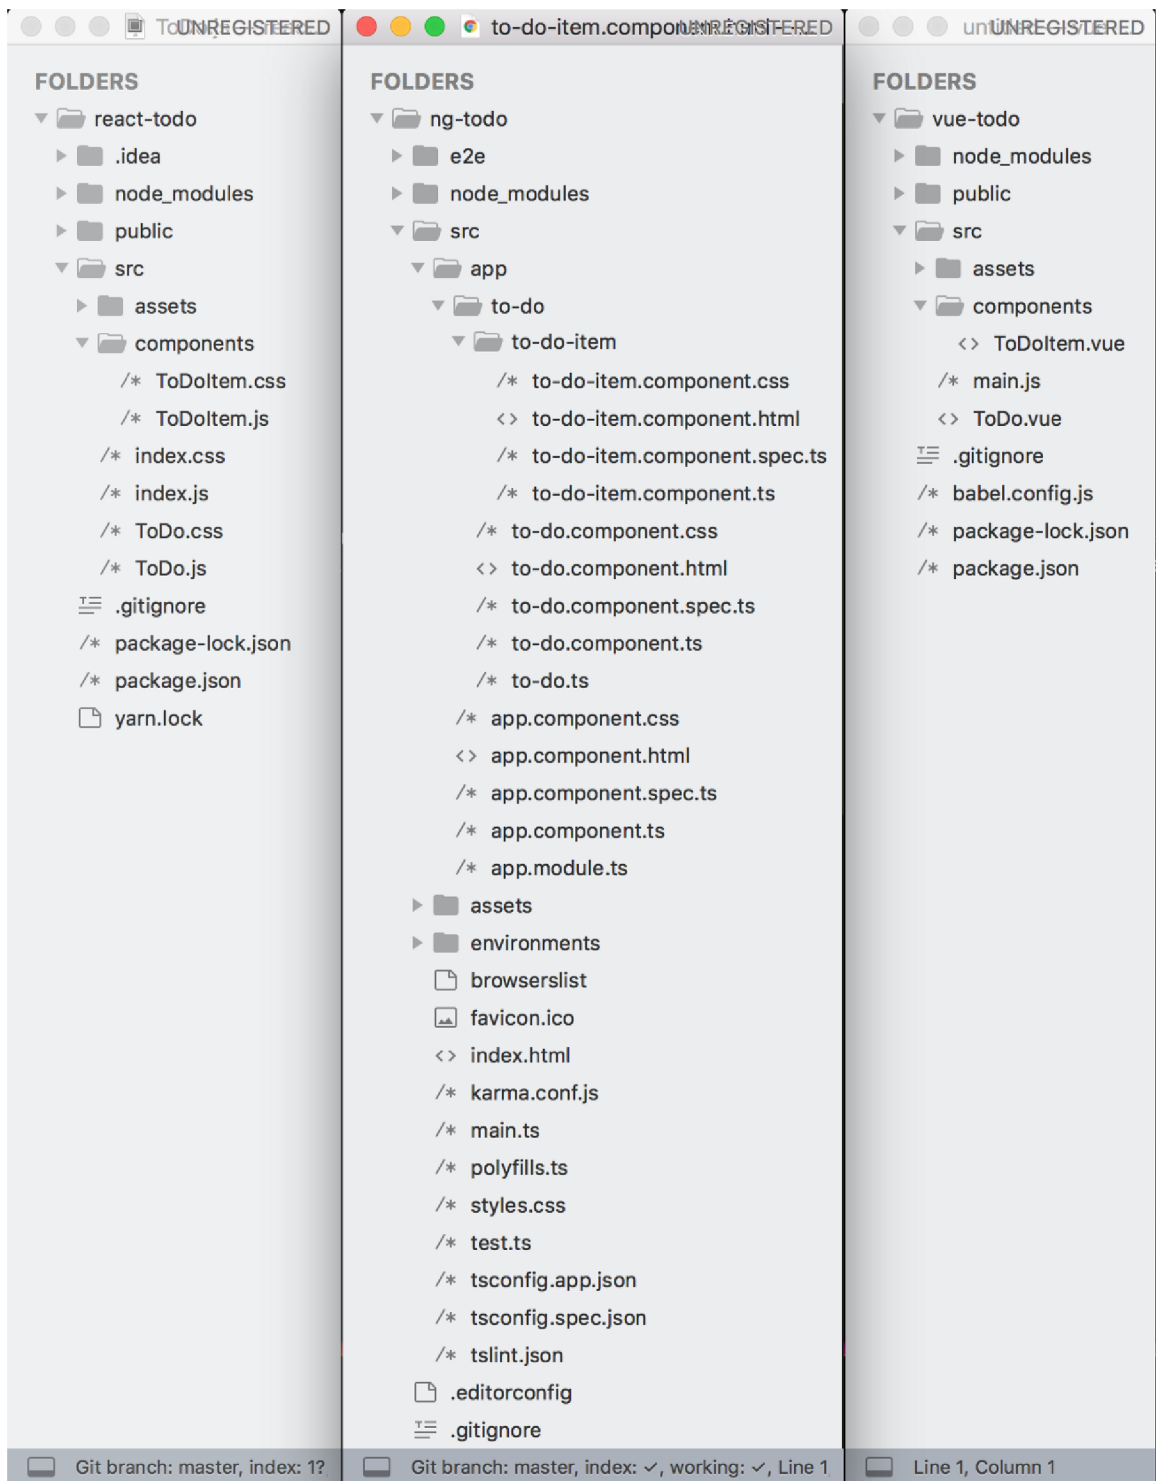 UNREGISTERED
FOLDERS
react-todo
.idea
node_modules
public
src
assets
components
ToDoItem.css
ToDoItem.js
index.css
index.js
ToDo.css
ToDo.js
.gitignore
package-lock.json
package.json
yarn.lock
Git branch: master, index: 1?
to-do-item.component.html UNREGISTERED
FOLDERS
ng-todo
e2e
node_modules
src
app
to-do
to-do-item
to-do-item.component.css
to-do-item.component.html
to-do-item.component.spec.ts
to-do-item.component.ts
to-do.component.css
to-do.component.html
to-do.component.spec.ts
to-do.component.ts
to-do.ts
app.component.css
app.component.html
app.component.spec.ts
app.component.ts
app.module.ts
assets
environments
browserslist
favicon.ico
index.html
karma.conf.js
main.ts
polyfills.ts
styles.css
test.ts
tsconfig.app.json
tsconfig.spec.json
tslint.json
.editorconfig
.gitignore
Git branch: master, index: ✓, working: ✓, Line 1
UNREGISTERED
FOLDERS
vue-todo
node_modules
public
src
assets
components
ToDoItem.vue
main.js
ToDo.vue
.gitignore
babel.config.js
package-lock.json
package.json
Line 1, Column 1